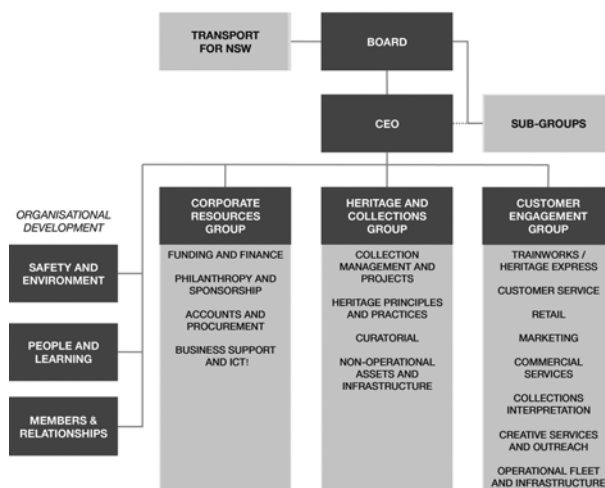 TRANSPORT
FOR NSW
BOARD
CEO
SUB-GROUPS
ORGANISATIONAL
DEVELOPMENT
SAFETY AND
ENVIRONMENT
PEOPLE AND
LEARNING
MEMBERS &
RELATIONSHIPS
CORPORATE
RESOURCES
GROUP
FUNDING AND FINANCE
PHILANTHROPY AND
SPONSORSHIP
ACCOUNTS AND
PROCUREMENT
BUSINESS SUPPORT
AND ICT!
HERITAGE AND
COLLECTIONS
GROUP
COLLECTION
MANAGEMENT AND
PROJECTS
HERITAGE PRINCIPLES
AND PRACTICES
CURATORIAL
NON-OPERATIONAL
ASSETS AND
INFRASTRUCTURE
CUSTOMER
ENGAGEMENT
GROUP
TRAINWORKS /
HERITAGE EXPRESS
CUSTOMER SERVICE
RETAIL
MARKETING
COMMERCIAL
SERVICES
COLLECTIONS
INTERPRETATION
CREATIVE SERVICES
AND OUTREACH
OPERATIONAL FLEET
AND INFRASTRUCTURE